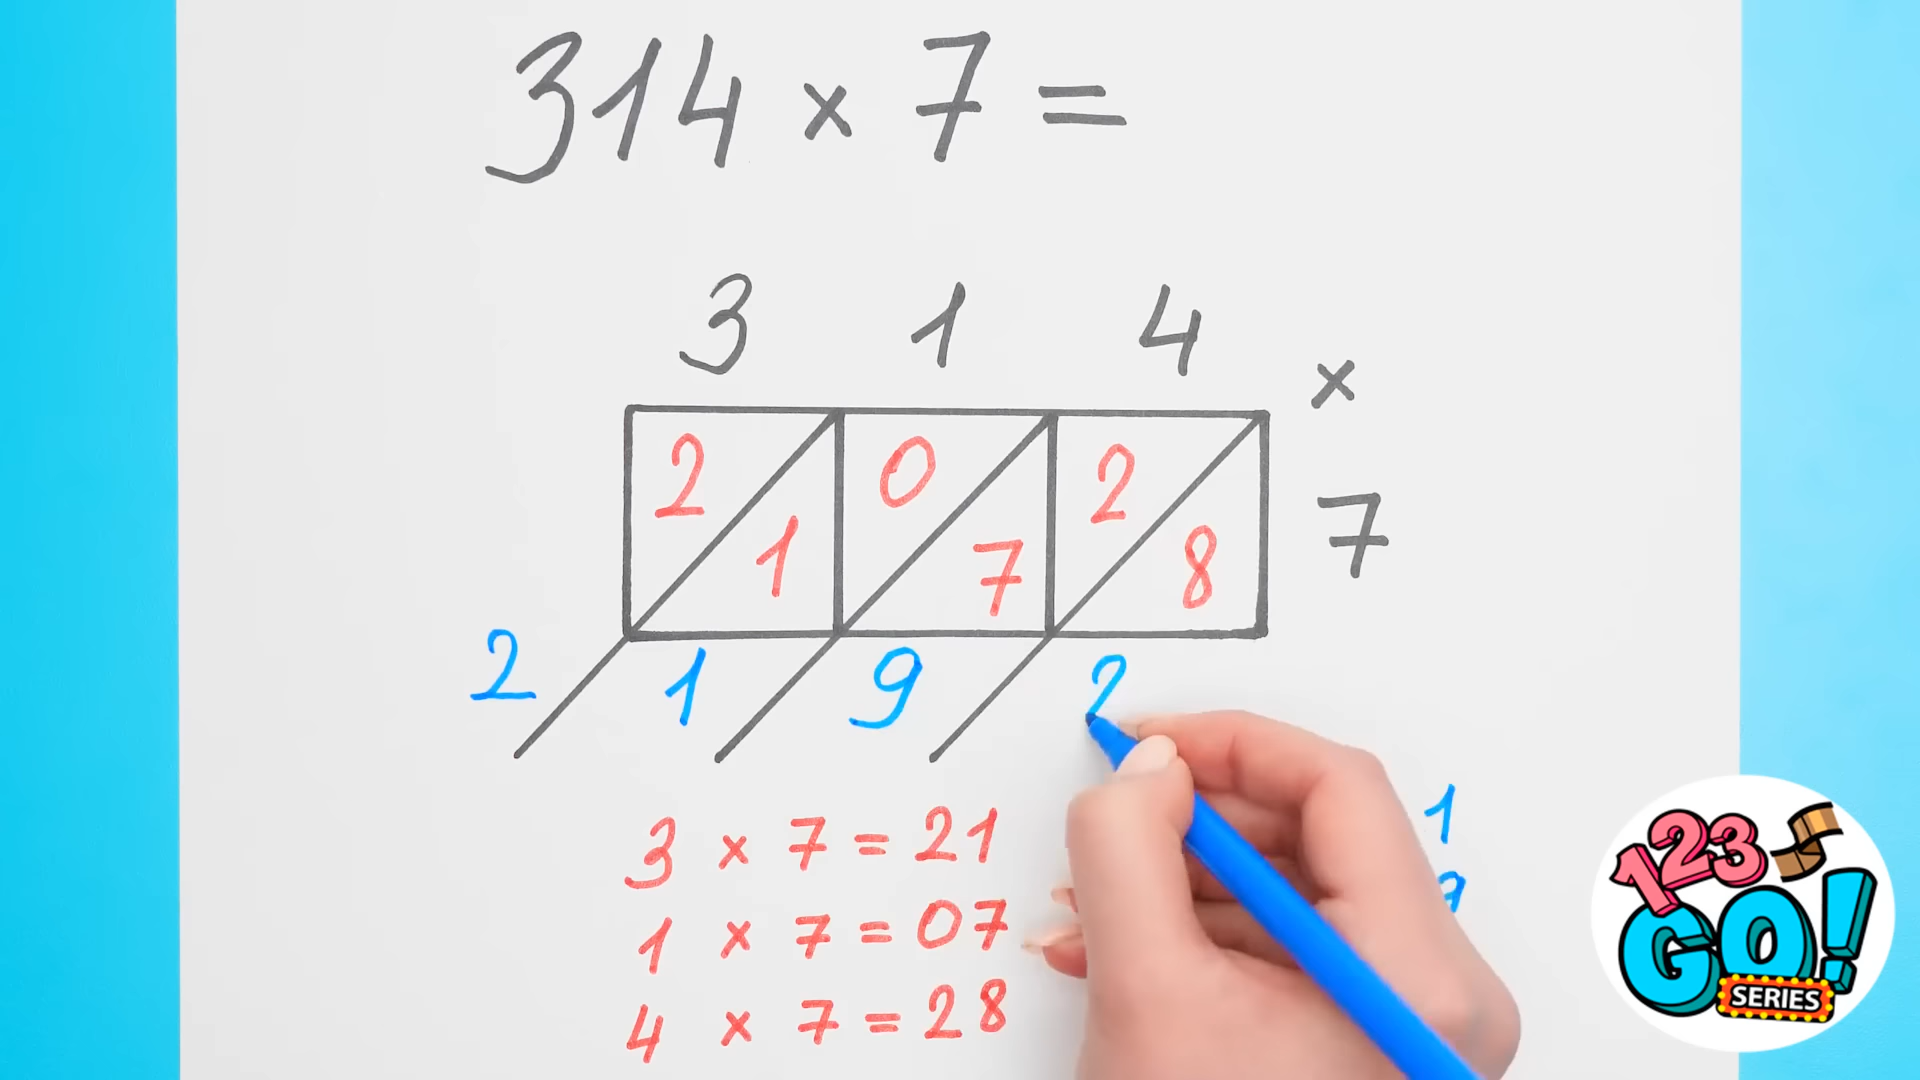 314 × 7 =
3 1 4 ×
2 0 2
1 7 8
7
2 1 9 2
3 × 7 = 21
1 × 7 = 07
4 × 7 = 28
1
123
GO!
SERIES